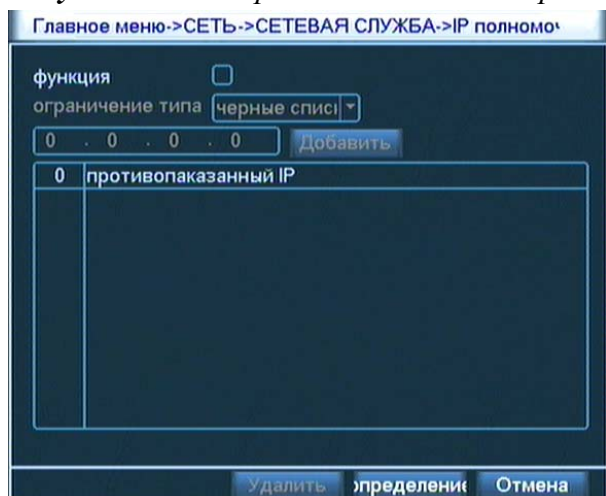 Главное меню->СЕТЬ->СЕТЕВАЯ СЛУЖБА->IP полномоч
функция
ограничение типа черные списі
0 . 0 . 0 . 0 Добавить
0 противопаказанный IP
Удалить определение Отмена